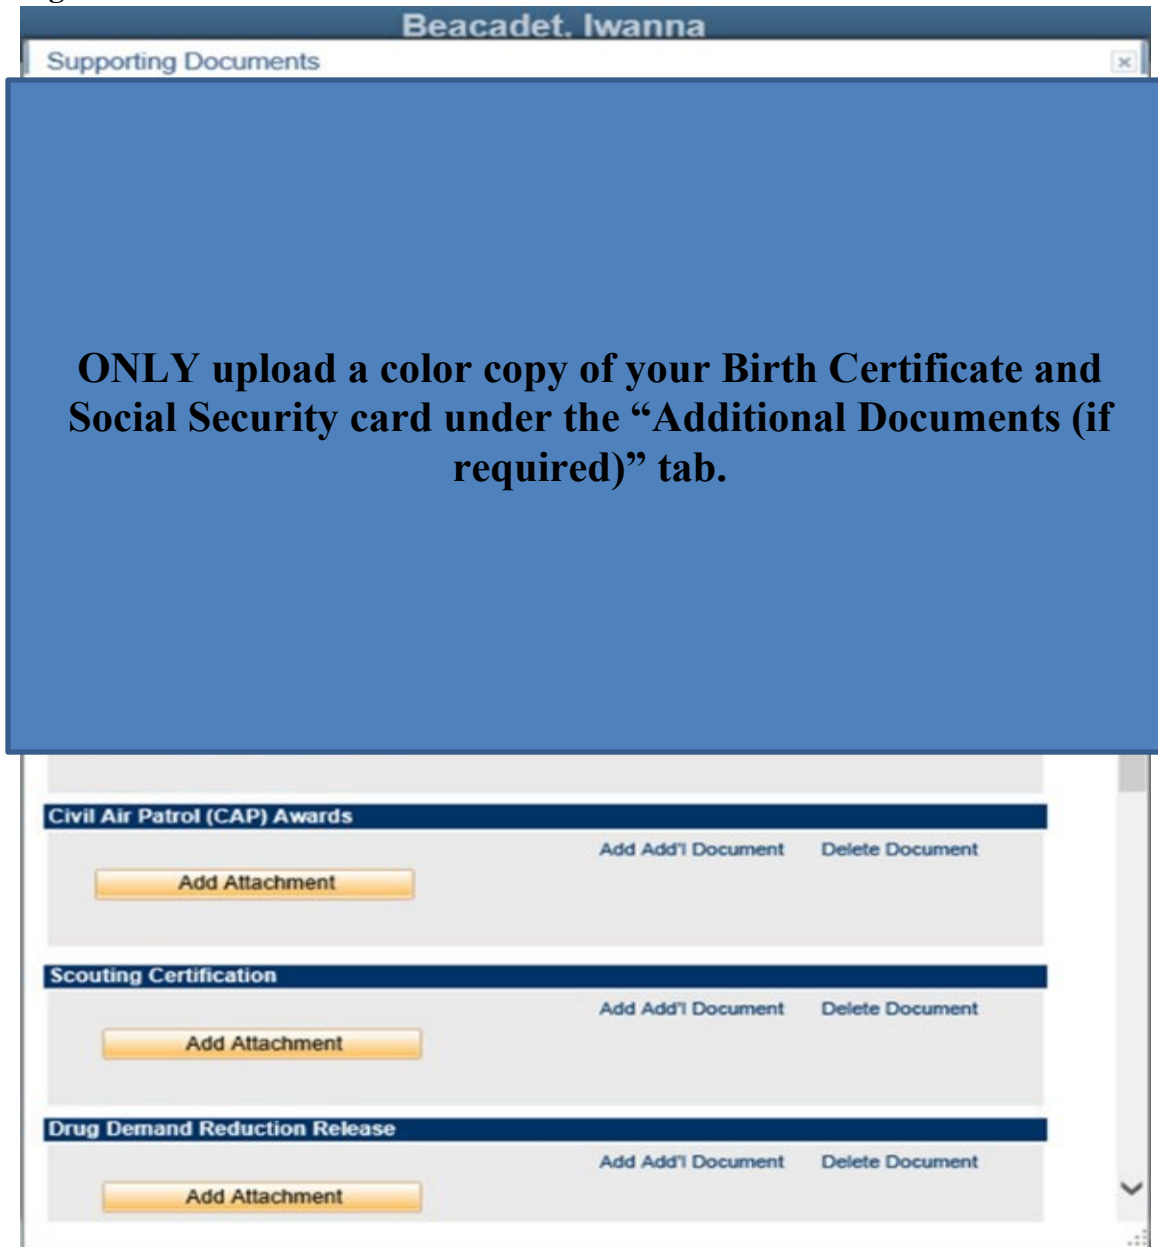 Beacadet, Iwanna
Supporting Documents
ONLY upload a color copy of your Birth Certificate and
Social Security card under the “Additional Documents (if
required)” tab.
Civil Air Patrol (CAP) Awards
Add Add'l Document Delete Document
Add Attachment
Scouting Certification
Add Add'l Document Delete Document
Add Attachment
Drug Demand Reduction Release
Add Add'l Document Delete Document
Add Attachment